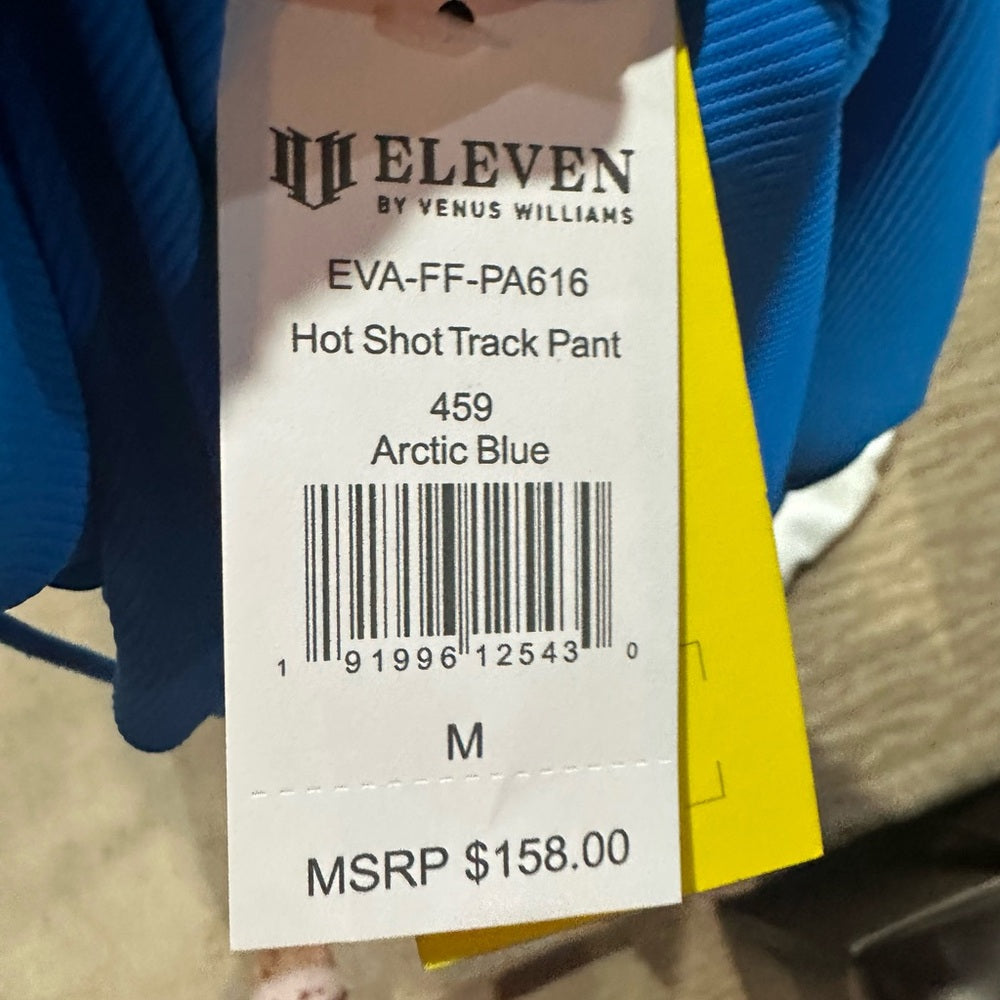 ELEVEN
BY VENUS WILLIAMS
EVA-FF-PA616
Hot Shot Track Pant
459
Arctic Blue
1 91996 12543 0
M
MSRP $158.00